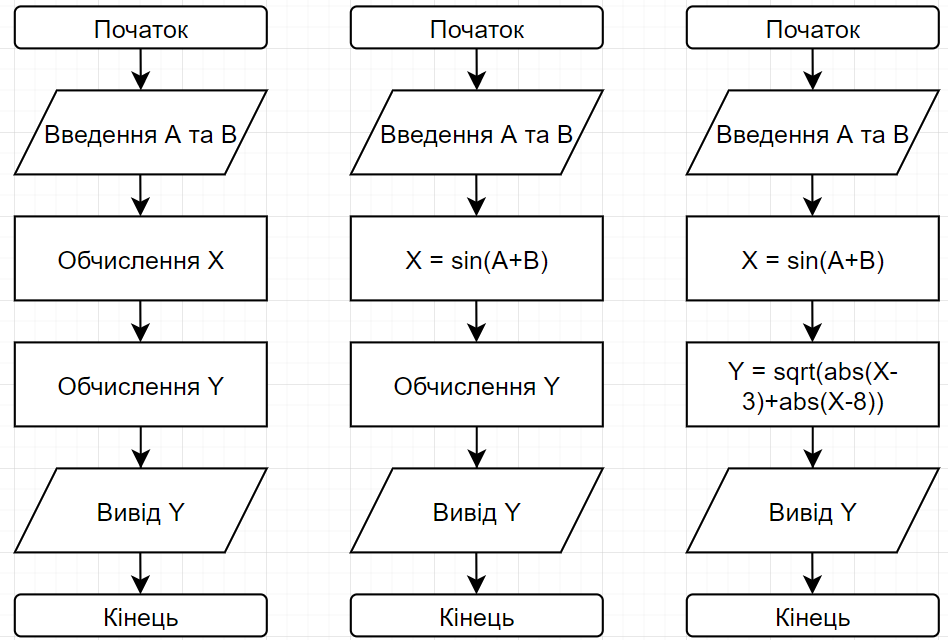 Початок
Введення А та В
Обчислення X
Обчислення Y
Вивід Y
Кінець
Початок
Введення А та В
X = sin(A+B)
Обчислення Y
Вивід Y
Кінець
Початок
Введення А та В
X = sin(A+B)
Y = sqrt(abs(X-
3)+abs(X-8))
Вивід Y
Кінець